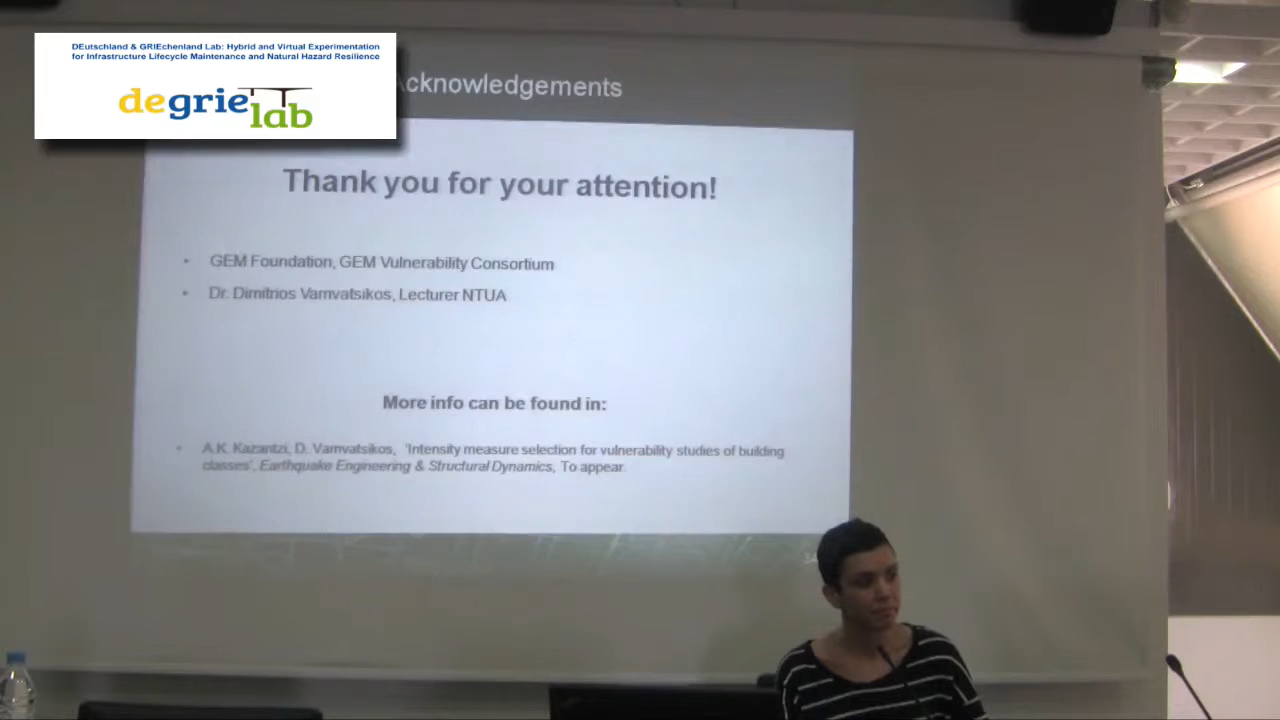 DEutschland & GRIEchenland Lab: Hybrid and Virtual Experimentation
for Infrastructure Lifecycle Maintenance and Natural Hazard Resilience
degrie
lab
Acknowledgements
Thank you for your attention!
• GEM Foundation, GEM Vulnerability Consortium
• Dr. Dimitrios Vamvatsikos, Lecturer NTUA
More info can be found in:
• A.K. Kazantzi, D. Vamvatsikos, 'Intensity measure selection for vulnerability studies of building
classes', Earthquake Engineering & Structural Dynamics, To appear.